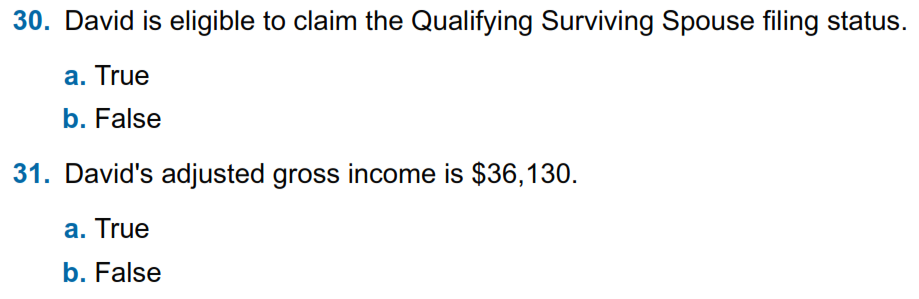 30. David is eligible to claim the Qualifying Surviving Spouse filing status.
a. True
b. False
31. David's adjusted gross income is $36,130.
a. True
b. False